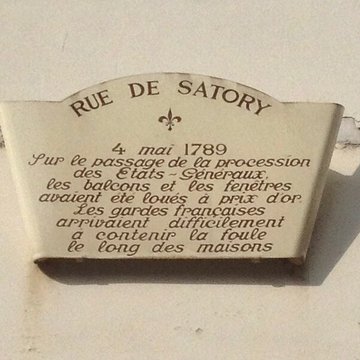 RUE DE SATORY
4 mai 1789
Sur le passage de la procession
des Etats-Généraux,
les balcons et les fenêtres
avaient été loués à prix d'or.
Les gardes françaises
arrivaient difficilement
à contenir la foule
le long des maisons